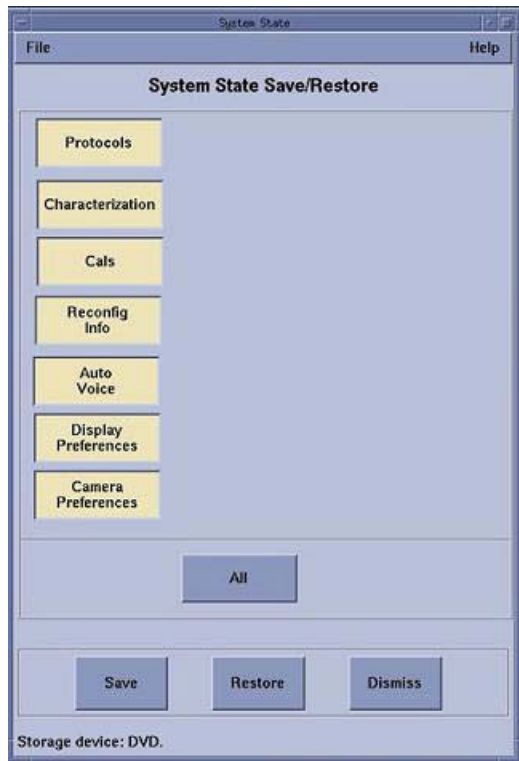 System State
File Help
System State Save/Restore
Protocols
Characterization
Cals
Reconfig
Info
Auto
Voice
Display
Preferences
Camera
Preferences
All
Save Restore Dismiss
Storage device: DVD.